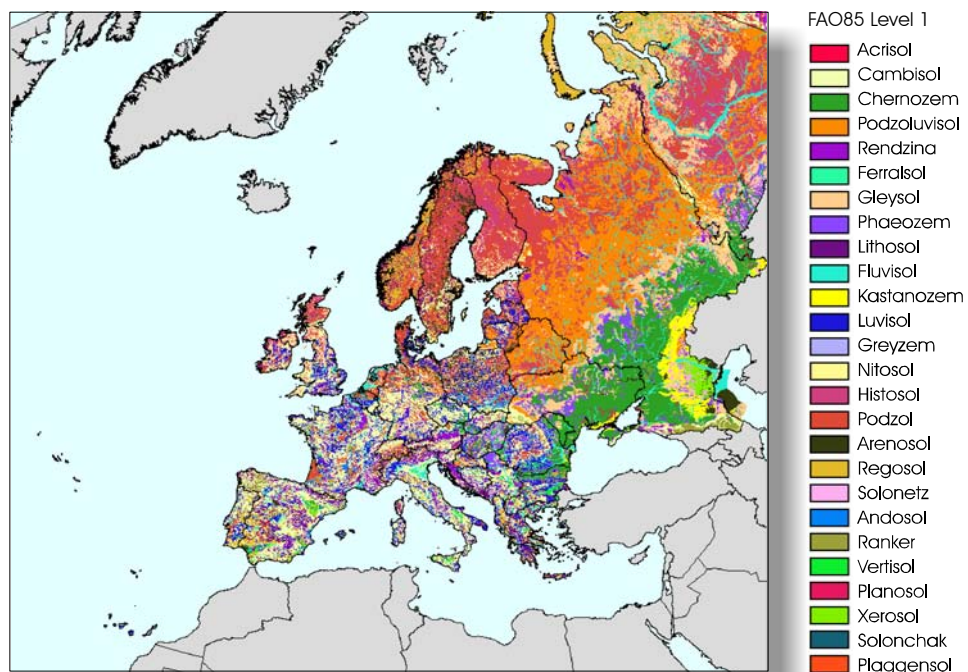 FAO85 Level 1
Acrisol
Cambisol
Chernozem
Podzoluvisol
Rendzina
Ferralsol
Gleysol
Phaeozem
Lithosol
Fluvisol
Kastanozem
Luvisol
Greyzem
Nitosol
Histosol
Podzol
Arenosol
Regosol
Solonetz
Andosol
Ranker
Vertisol
Planosol
Xerosol
Solonchak
Plaggensol